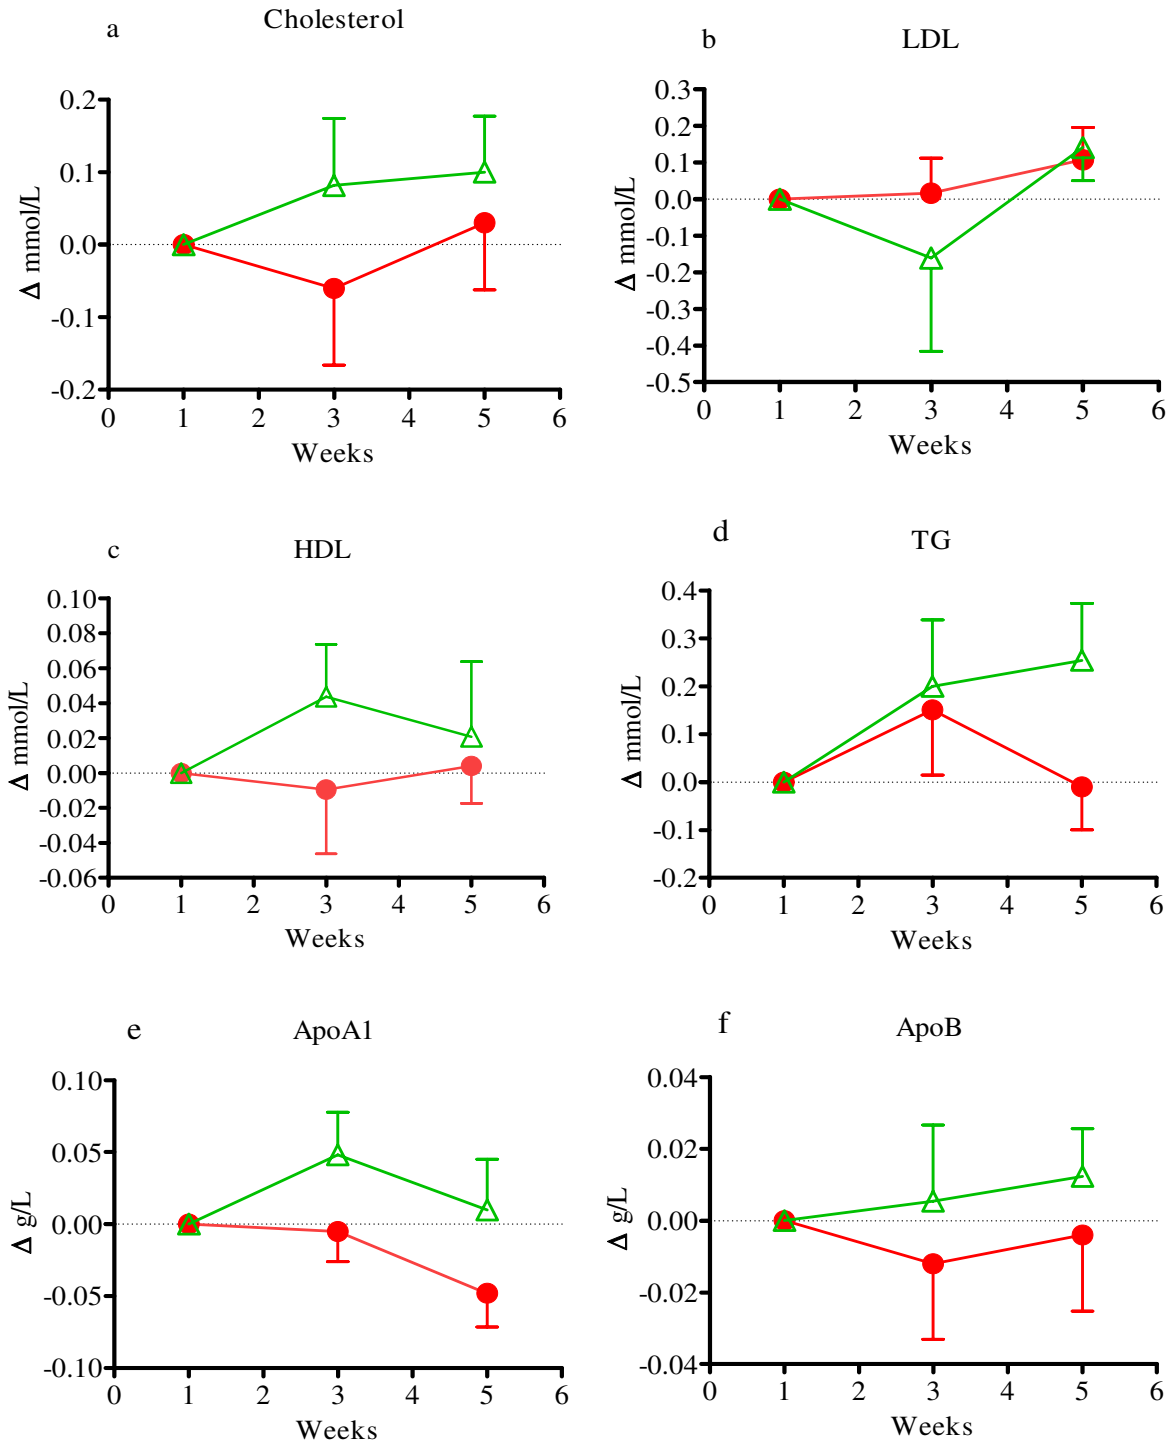 a
Cholesterol
0.2
0.1
0.0
-0.1
-0.2
Δ mmol/L
0 1 2 3 4 5 6
Weeks
b
LDL
0.3
0.2
0.1
0.0
-0.1
-0.2
-0.3
-0.4
-0.5
Δ mmol/L
0 1 2 3 4 5 6
Weeks
c
HDL
0.10
0.08
0.06
0.04
0.02
0.00
-0.02
-0.04
-0.06
Δ mmol/L
0 1 2 3 4 5 6
Weeks
d
TG
0.4
0.3
0.2
0.1
0.0
-0.1
-0.2
Δ mmol/L
0 1 2 3 4 5 6
Weeks
e
ApoA1
0.10
0.05
0.00
-0.05
-0.10
Δ g/L
0 1 2 3 4 5 6
Weeks
f
ApoB
0.04
0.02
0.00
-0.02
-0.04
Δ g/L
0 1 2 3 4 5 6
Weeks